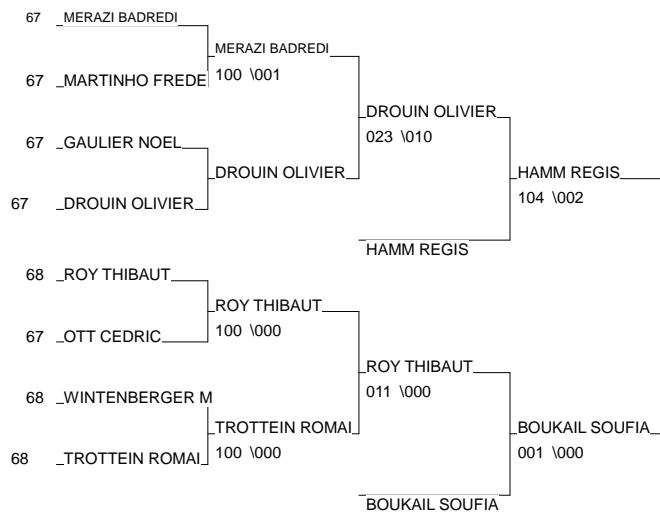 67 MERAZI BADREDI
MERAZI BADREDI
100 \001
67 MARTINHO FREDE
DROUIN OLIVIER
023 \010
67 GAULIER NOEL
DROUIN OLIVIER
HAMM REGIS
104 \002
67 DROUIN OLIVIER
HAMM REGIS
68 ROY THIBAUT
ROY THIBAUT
100 \000
67 OTT CEDRIC
ROY THIBAUT
011 \000
68 WINTENBERGER M
TROTTEIN ROMAI
100 \000
BOUKAIL SOUFIA
001 \000
68 TROTTEIN ROMAI
BOUKAIL SOUFIA